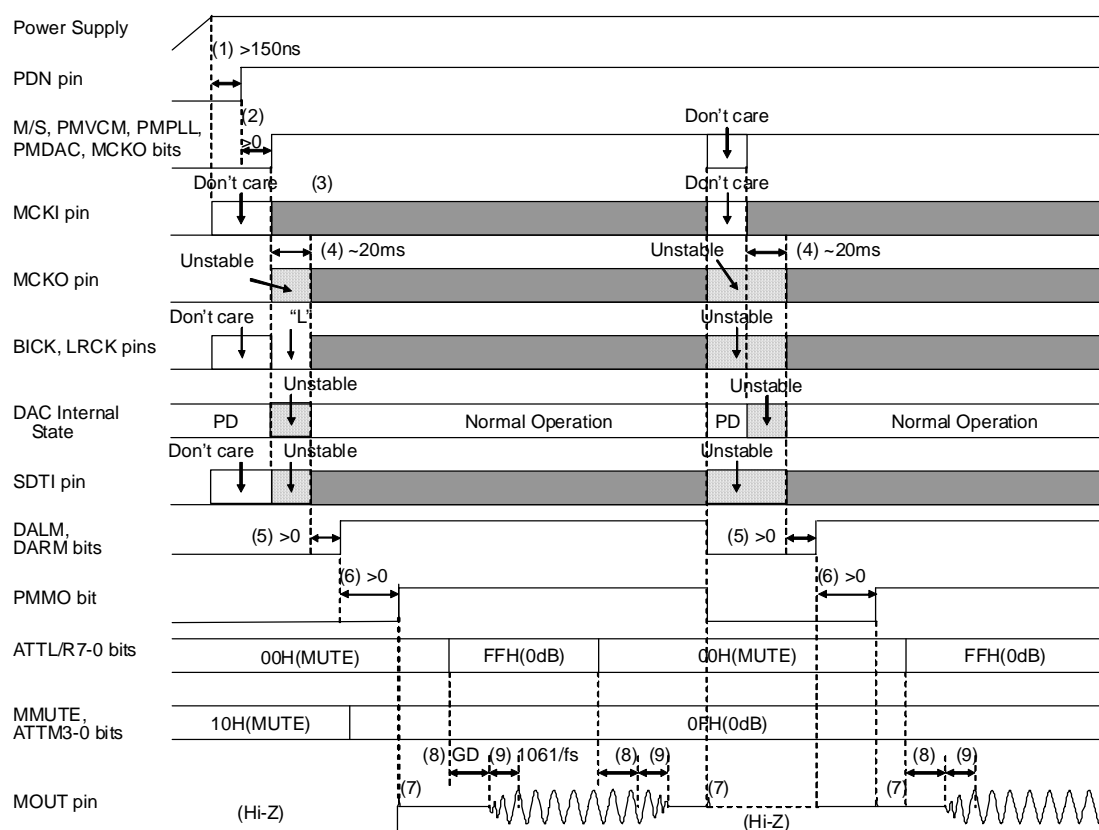 Power Supply
(1) >150ns
PDN pin
(2)
M/S, PMVCM, PMPLL,
PMDAC, MCKO bits
>0
Don't care
Don't care
(3)
Don't care
MCKI pin
(4) ~20ms
Unstable
(4) ~20ms
Unstable
MCKO pin
Don't care
"L"
Unstable
BICK, LRCK pins
Unstable
Unstable
DAC Internal
State
PD
Normal Operation
PD
Normal Operation
Don't care
Unstable
Unstable
SDTI pin
DALM,
DARM bits
(5) >0
(5) >0
(6) >0
(6) >0
PMMO bit
ATTL/R7-0 bits
00H(MUTE)
FFH(0dB)
00H(MUTE)
FFH(0dB)
MMUTE,
ATTM3-0 bits
10H(MUTE)
0FH(0dB)
(8) GD
(9) 1061/fs
(8)
(9)
(8)
(9)
(7)
(7)
(7)
MOUT pin
(Hi-Z)
(Hi-Z)